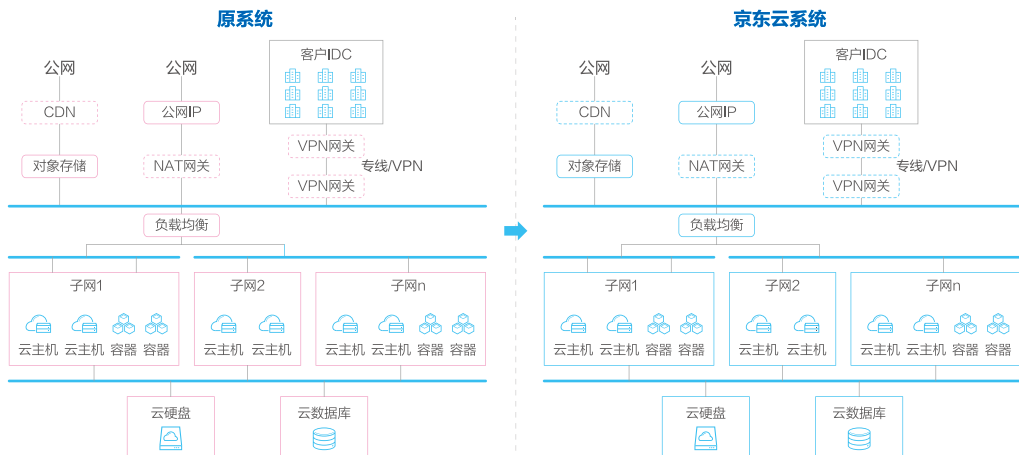 原系统
客户IDC
公网
公网
CDN
公网IP
VPN网关
对象存储
NAT网关
专线/VPN
VPN网关
负载均衡
子网1
子网2
子网n
云主机 云主机 容器 容器
云主机 云主机
云主机 云主机 容器 容器
云硬盘
云数据库
京东云系统
客户IDC
公网
公网
CDN
公网IP
VPN网关
对象存储
NAT网关
专线/VPN
VPN网关
负载均衡
子网1
子网2
子网n
云主机 云主机 容器 容器
云主机 云主机
云主机 云主机 容器 容器
云硬盘
云数据库